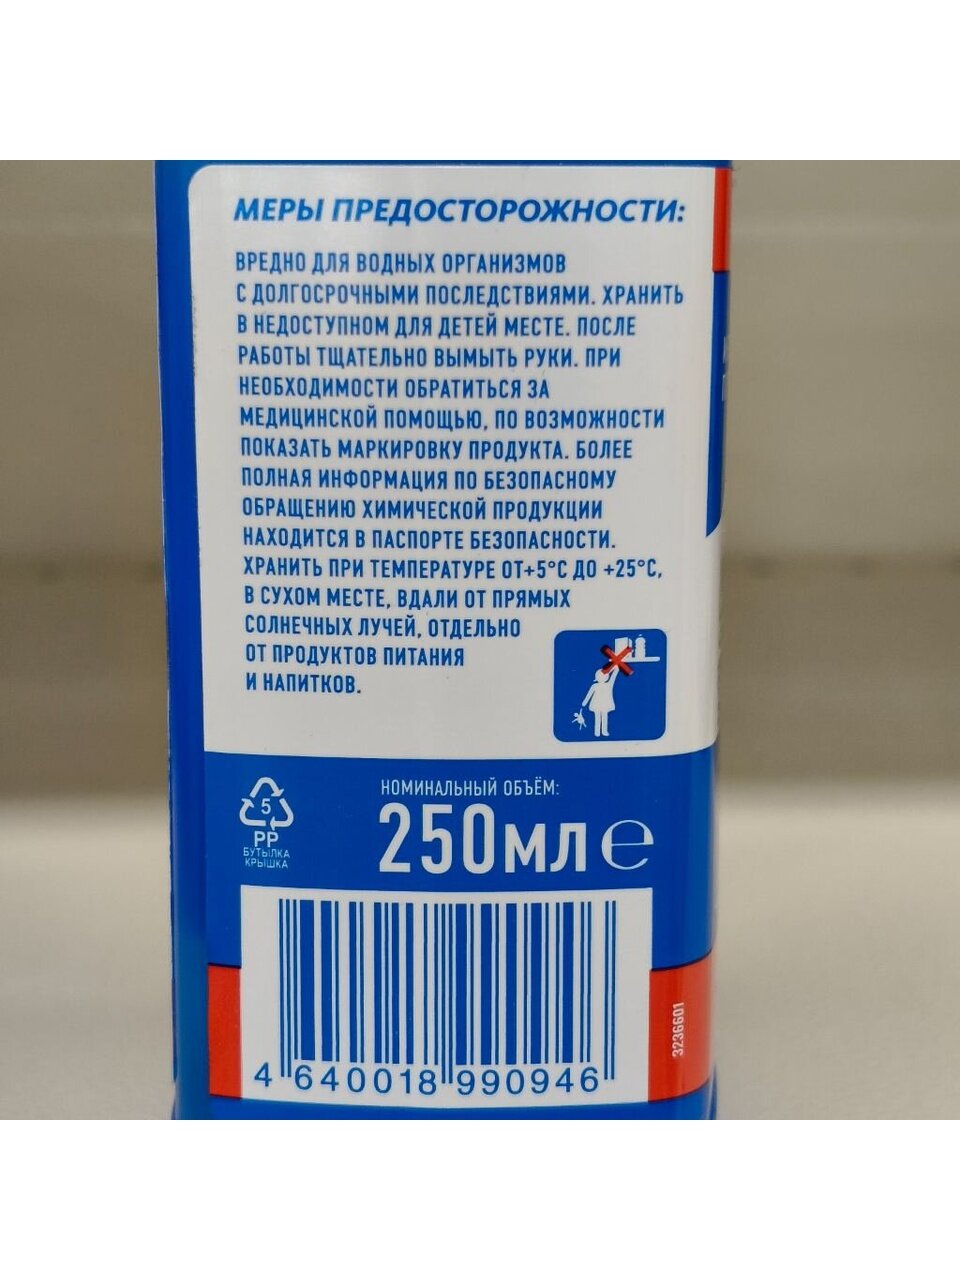 МЕРЫ ПРЕДОСТОРОЖНОСТИ:
ВРЕДНО ДЛЯ ВОДНЫХ ОРГАНИЗМОВ
С ДОЛГОСРОЧНЫМИ ПОСЛЕДСТВИЯМИ. ХРАНИТЬ
В НЕДОСТУПНОМ ДЛЯ ДЕТЕЙ МЕСТЕ. ПОСЛЕ
РАБОТЫ ТЩАТЕЛЬНО ВЫМЫТЬ РУКИ. ПРИ
НЕОБХОДИМОСТИ ОБРАТИТЬСЯ ЗА
МЕДИЦИНСКОЙ ПОМОЩЬЮ, ПО ВОЗМОЖНОСТИ
ПОКАЗАТЬ МАРКИРОВКУ ПРОДУКТА. БОЛЕЕ
ПОЛНАЯ ИНФОРМАЦИЯ ПО БЕЗОПАСНОМУ
ОБРАЩЕНИЮ ХИМИЧЕСКОЙ ПРОДУКЦИИ
НАХОДИТСЯ В ПАСПОРТЕ БЕЗОПАСНОСТИ.
ХРАНИТЬ ПРИ ТЕМПЕРАТУРЕ ОТ+5°С ДО +25°С,
В СУХОМ МЕСТЕ, ВДАЛИ ОТ ПРЯМЫХ
СОЛНЕЧНЫХ ЛУЧЕЙ, ОТДЕЛЬНО
ОТ ПРОДУКТОВ ПИТАНИЯ
И НАПИТКОВ.
5
PP
БУТЫЛКА
КРЫШКА
НОМИНАЛЬНЫЙ ОБЪЁМ:
250МЛ ℮
4 640018 990946
3236601